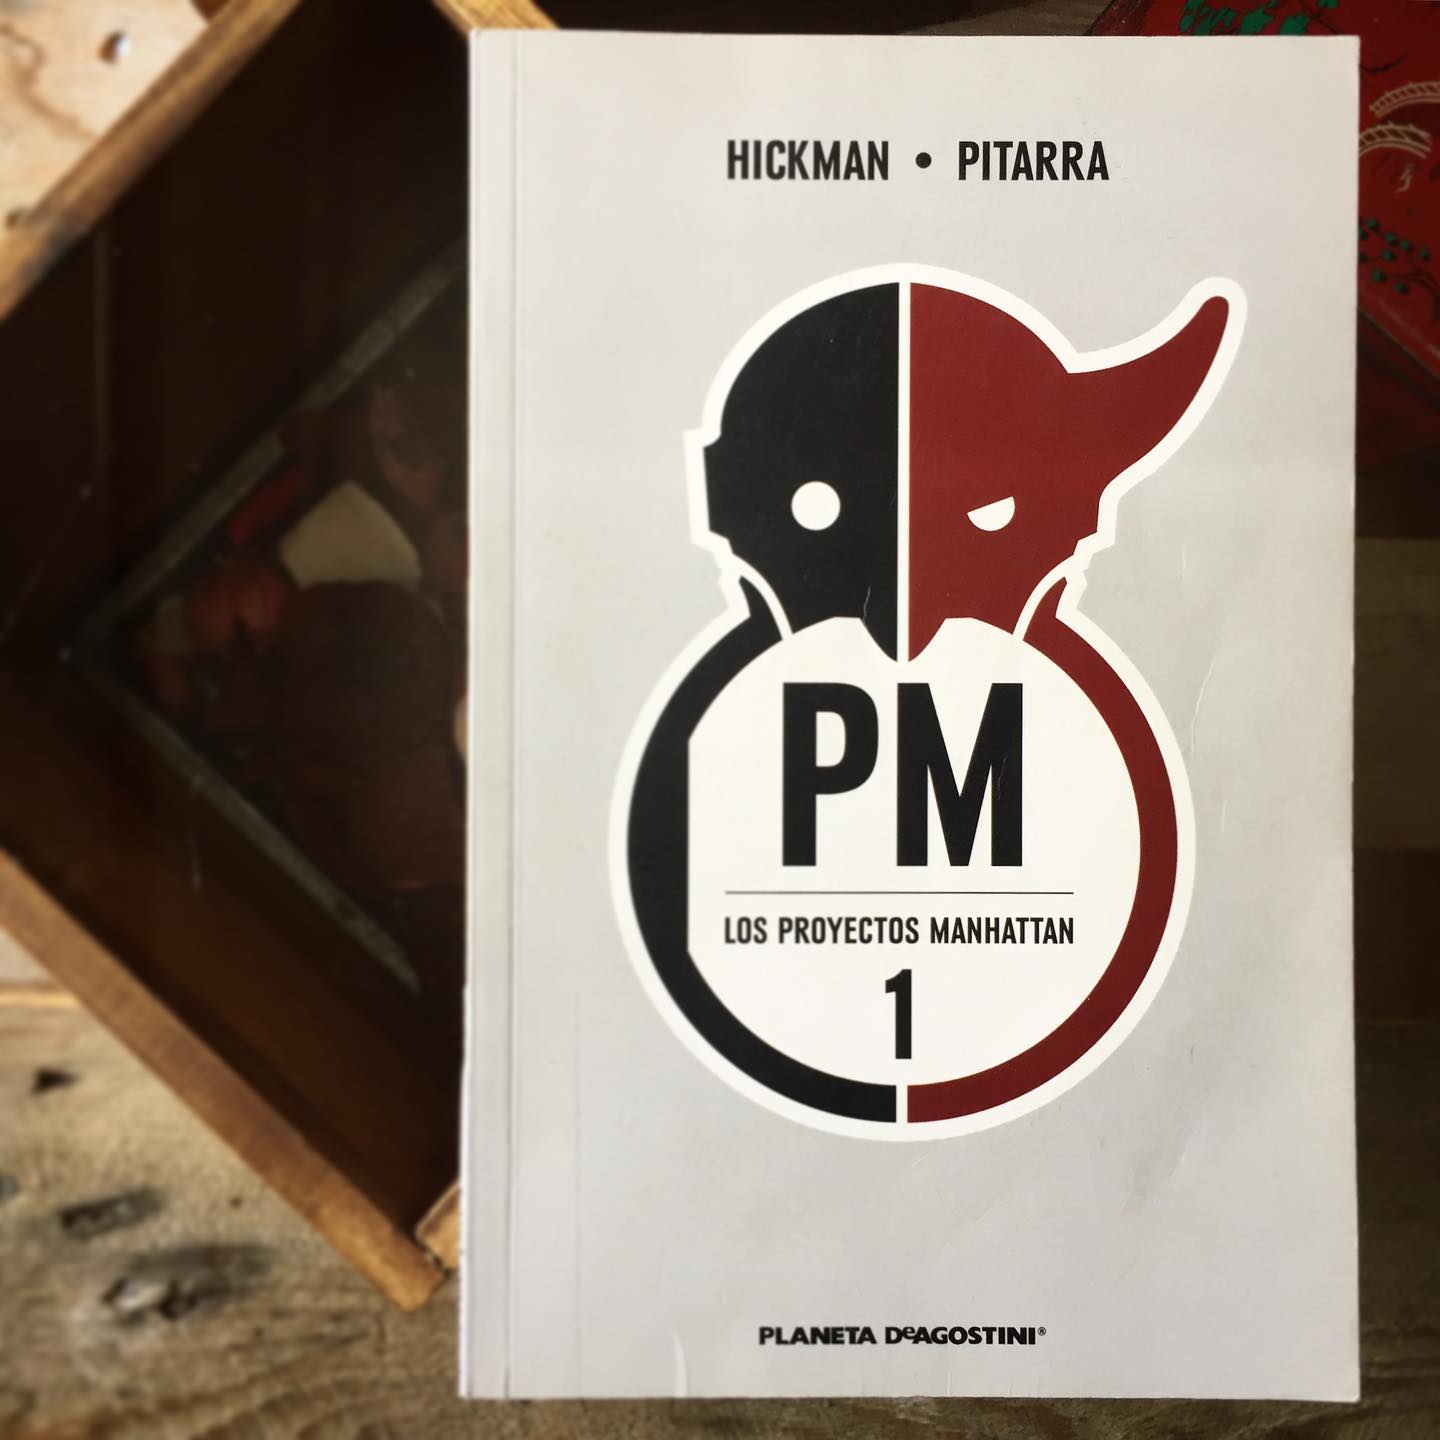 HICKMAN • PITARRA
PM
LOS PROYECTOS MANHATTAN
1
PLANETA DeAGOSTINI®